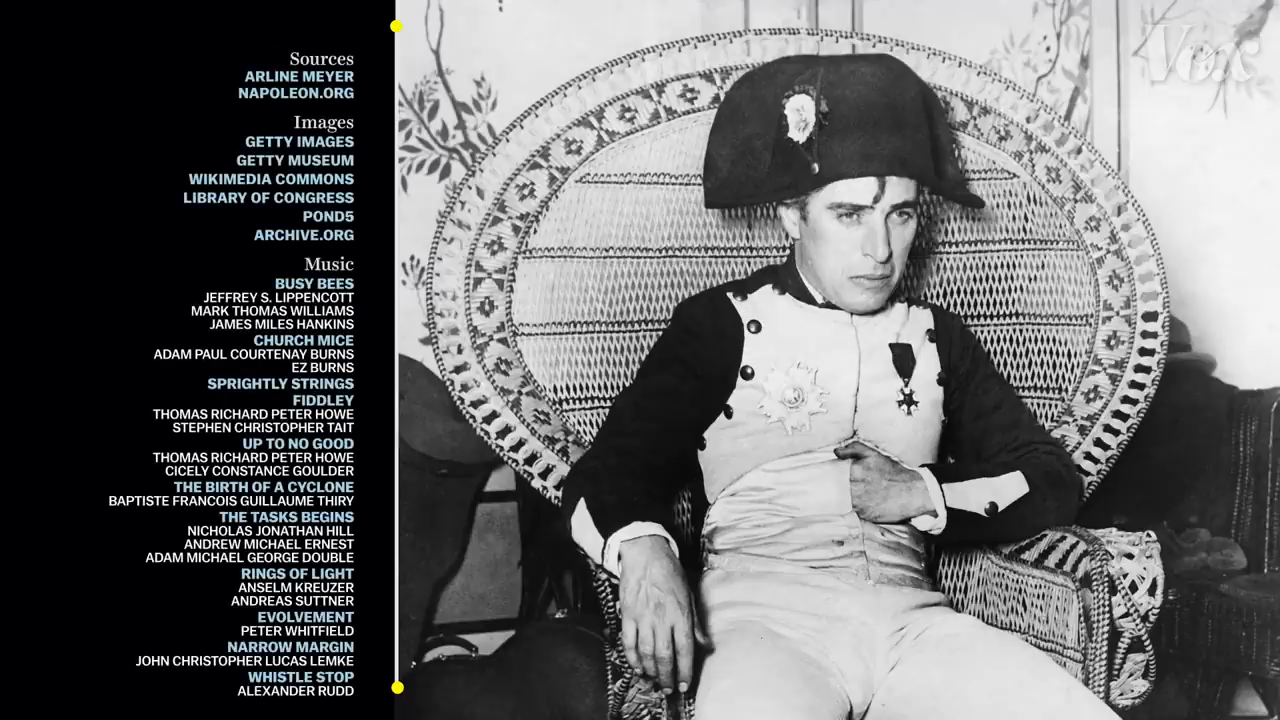 Sources
ARLINE MEYER
NAPOLEON.ORG
Images
GETTY IMAGES
GETTY MUSEUM
WIKIMEDIA COMMONS
LIBRARY OF CONGRESS
POND5
ARCHIVE.ORG
Music
BUSY BEES
JEFFREY S. LIPPENCOTT
MARK THOMAS WILLIAMS
JAMES MILES HANKINS
CHURCH MICE
ADAM PAUL COURTENAY BURNS
EZ BURNS
SPRIGHTLY STRINGS
FIDDLEY
THOMAS RICHARD PETER HOWE
STEPHEN CHRISTOPHER TAIT
UP TO NO GOOD
THOMAS RICHARD PETER HOWE
CICELY CONSTANCE GOULDER
THE BIRTH OF A CYCLONE
BAPTISTE FRANCOIS GUILLAUME THIRY
THE TASKS BEGINS
NICHOLAS JONATHAN HILL
ANDREW MICHAEL ERNEST
ADAM MICHAEL GEORGE DOUBLE
RINGS OF LIGHT
ANSELM KREUZER
ANDREAS SUTTNER
EVOLVEMENT
PETER WHITFIELD
NARROW MARGIN
JOHN CHRISTOPHER LUCAS LEMKE
WHISTLE STOP
ALEXANDER RUDD
Vox